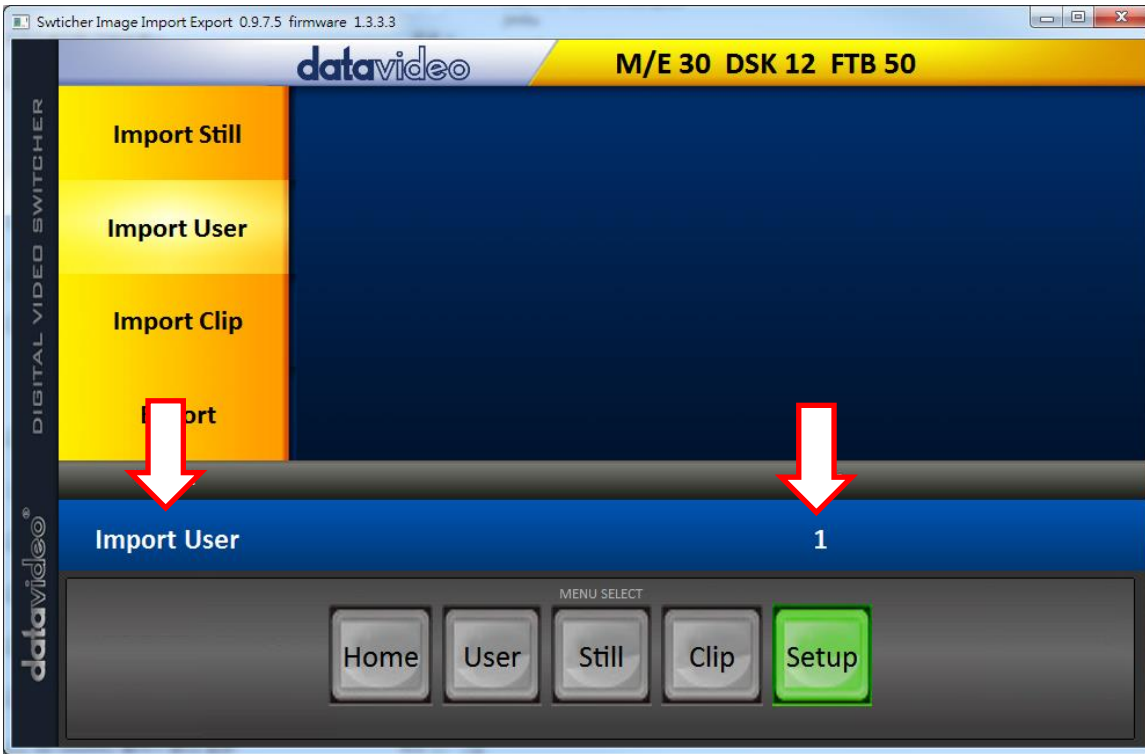 Swticher Image Import Export 0.9.7.5 firmware 1.3.3.3
datavideo
M/E 30 DSK 12 FTB 50
DIGITAL VIDEO SWITCHER
datavideo®
Import Still
Import User
Import Clip
Import User
1
MENU SELECT
Home
User
Still
Clip
Setup